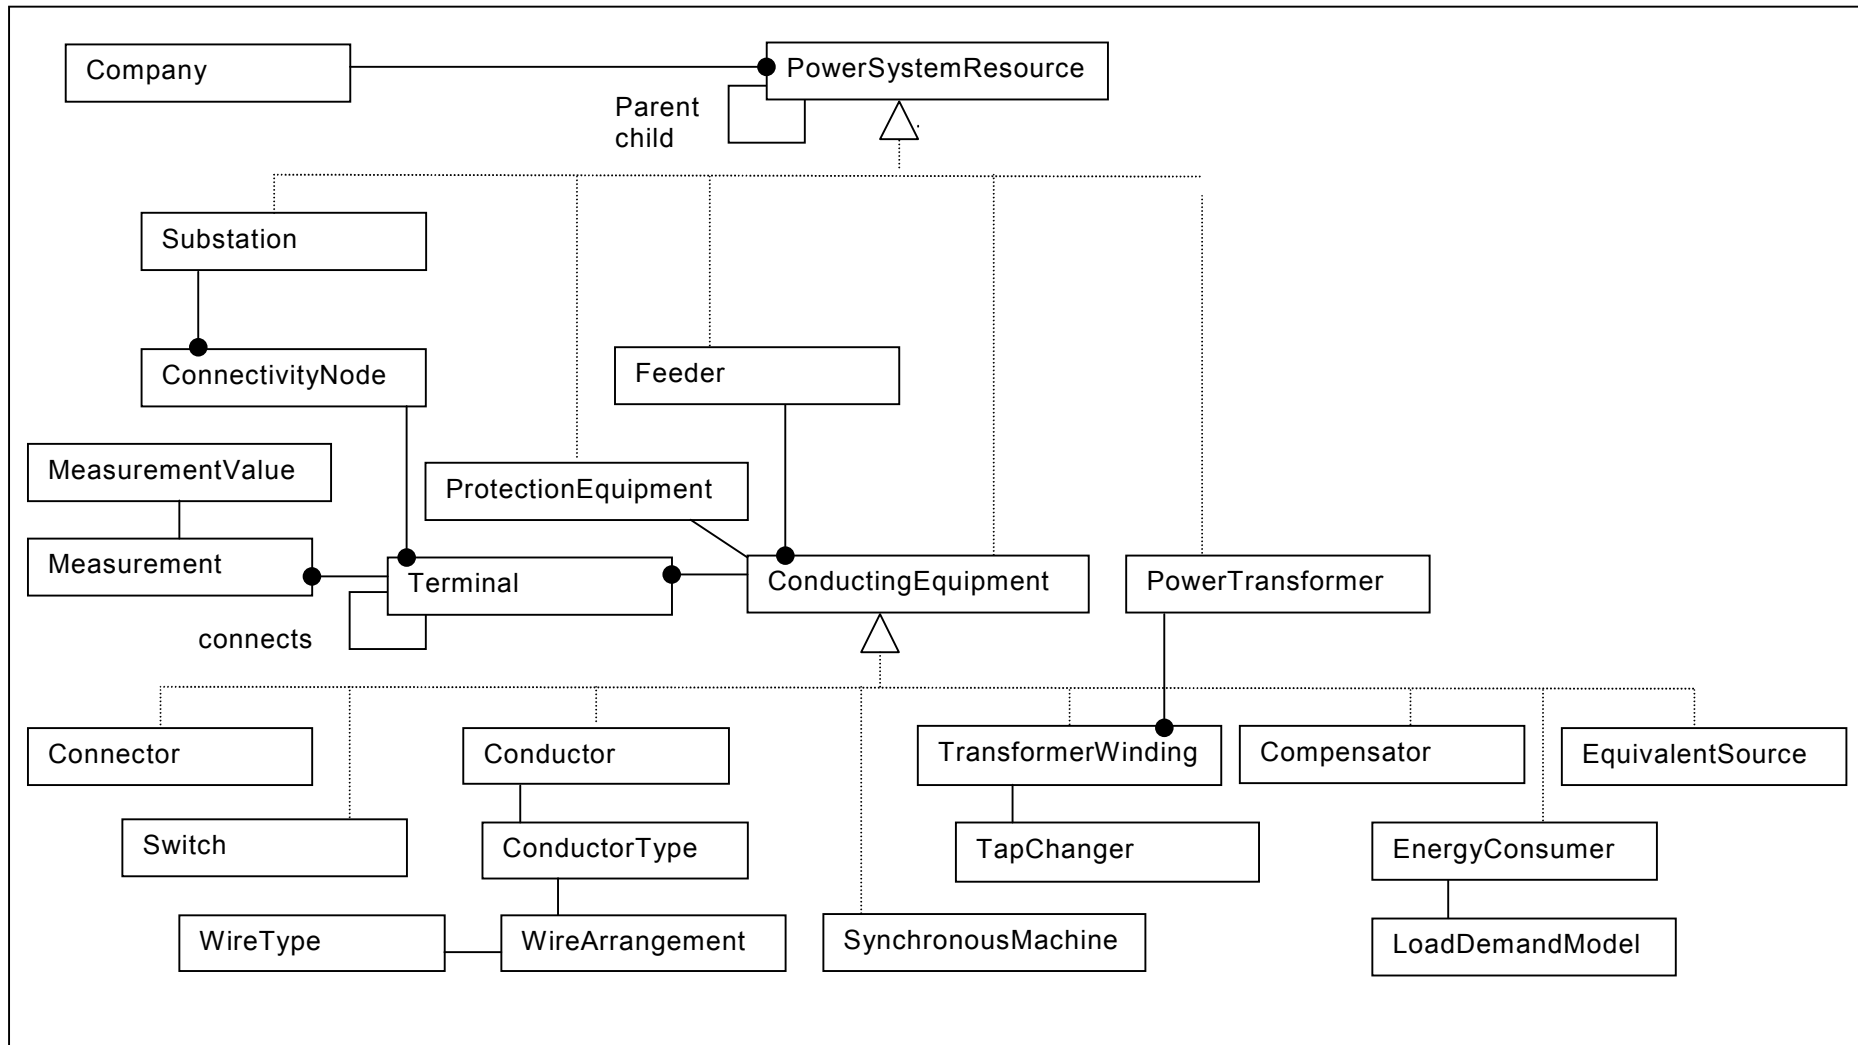 Company
PowerSystemResource
Parent
child
Substation
ConnectivityNode
Feeder
MeasurementValue
ProtectionEquipment
Measurement
Terminal
ConductingEquipment
PowerTransformer
connects
Connector
Conductor
TransformerWinding
Compensator
EquivalentSource
Switch
ConductorType
TapChanger
EnergyConsumer
WireType
WireArrangement
SynchronousMachine
LoadDemandModel